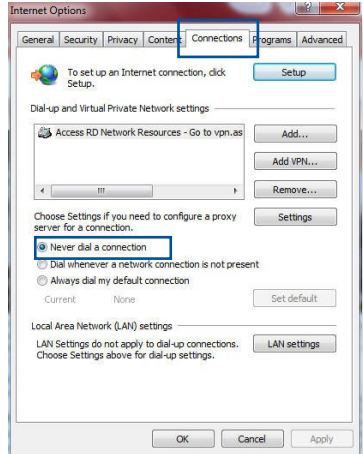 Internet Options
General Security Privacy Content Connections Programs Advanced
To set up an Internet connection, click Setup.
Setup
Dial-up and Virtual Private Network settings
Access RD Network Resources - Go to vpn.as
Add...
Add VPN...
Remove...
Choose Settings if you need to configure a proxy
server for a connection.
Settings
Never dial a connection
Dial whenever a network connection is not present
Always dial my default connection
Current None
Set default
Local Area Network (LAN) settings
LAN Settings do not apply to dial-up connections.
Choose Settings above for dial-up settings.
LAN settings
OK Cancel Apply